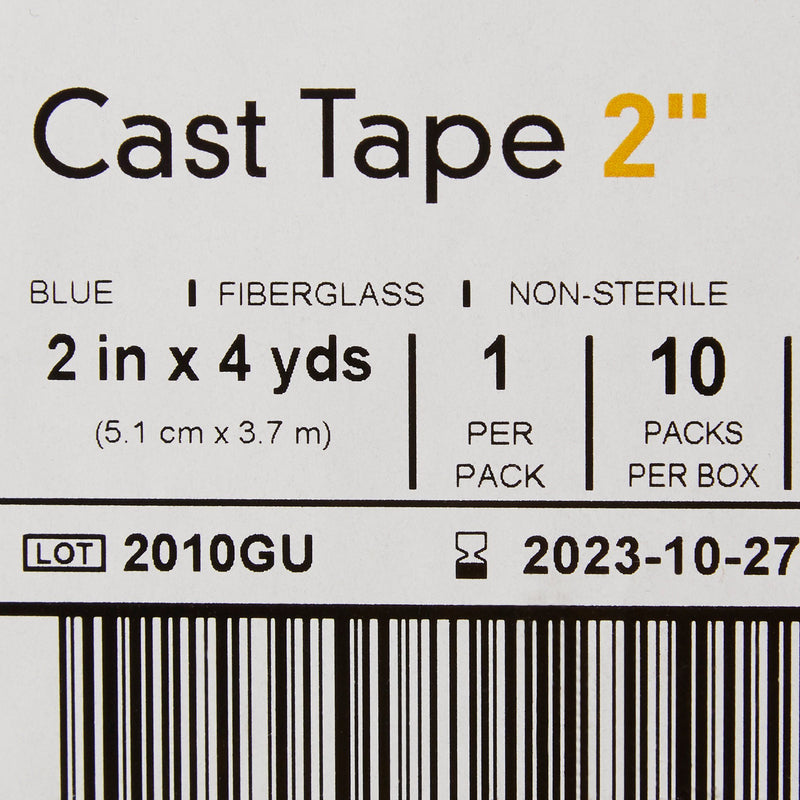 Cast Tape 2"
BLUE | FIBERGLASS | NON-STERILE
2 in x 4 yds
(5.1 cm x 3.7 m)
1
PER
PACK
10
PACKS
PER BOX
LOT 2010GU
2023-10-27